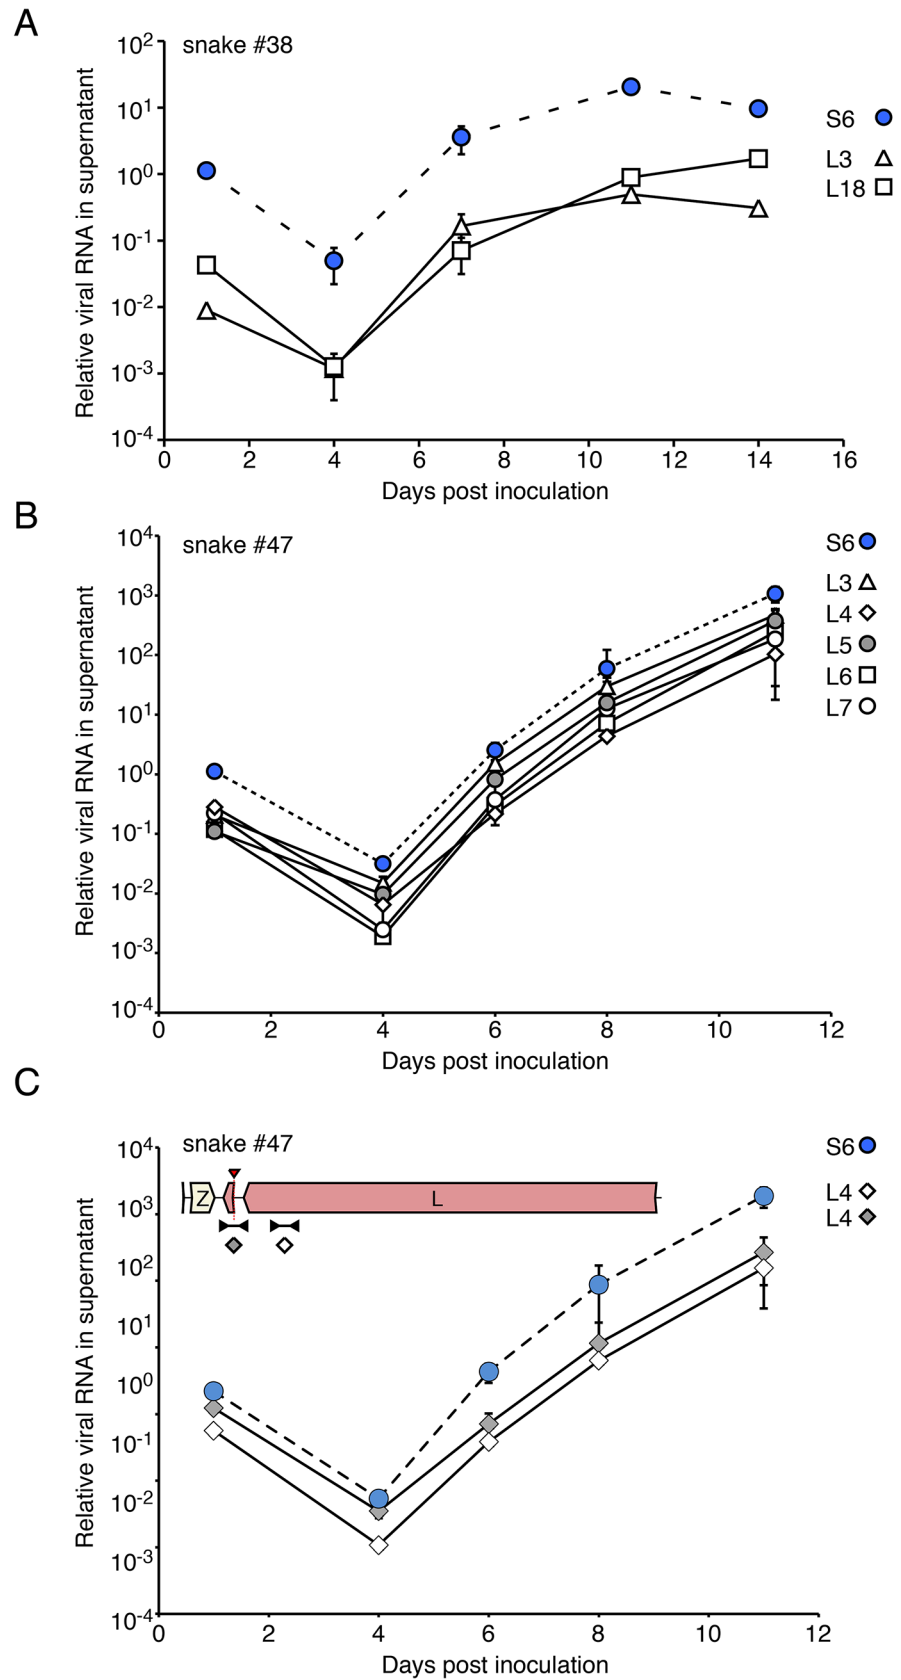 A
snake #38
Relative viral RNA in supernatant
10²
10¹
10⁰
10⁻¹
10⁻²
10⁻³
10⁻⁴
0 2 4 6 8 10 12 14 16
Days post inoculation
S6
L3
L18
B
snake #47
Relative viral RNA in supernatant
10⁴
10³
10²
10¹
10⁰
10⁻¹
10⁻²
10⁻³
10⁻⁴
0 2 4 6 8 10 12
Days post inoculation
S6
L3
L4
L5
L6
L7
C
snake #47
Z L
Relative viral RNA in supernatant
10⁴
10³
10²
10¹
10⁰
10⁻¹
10⁻²
10⁻³
10⁻⁴
0 2 4 6 8 10 12
Days post inoculation
S6
L4
L4